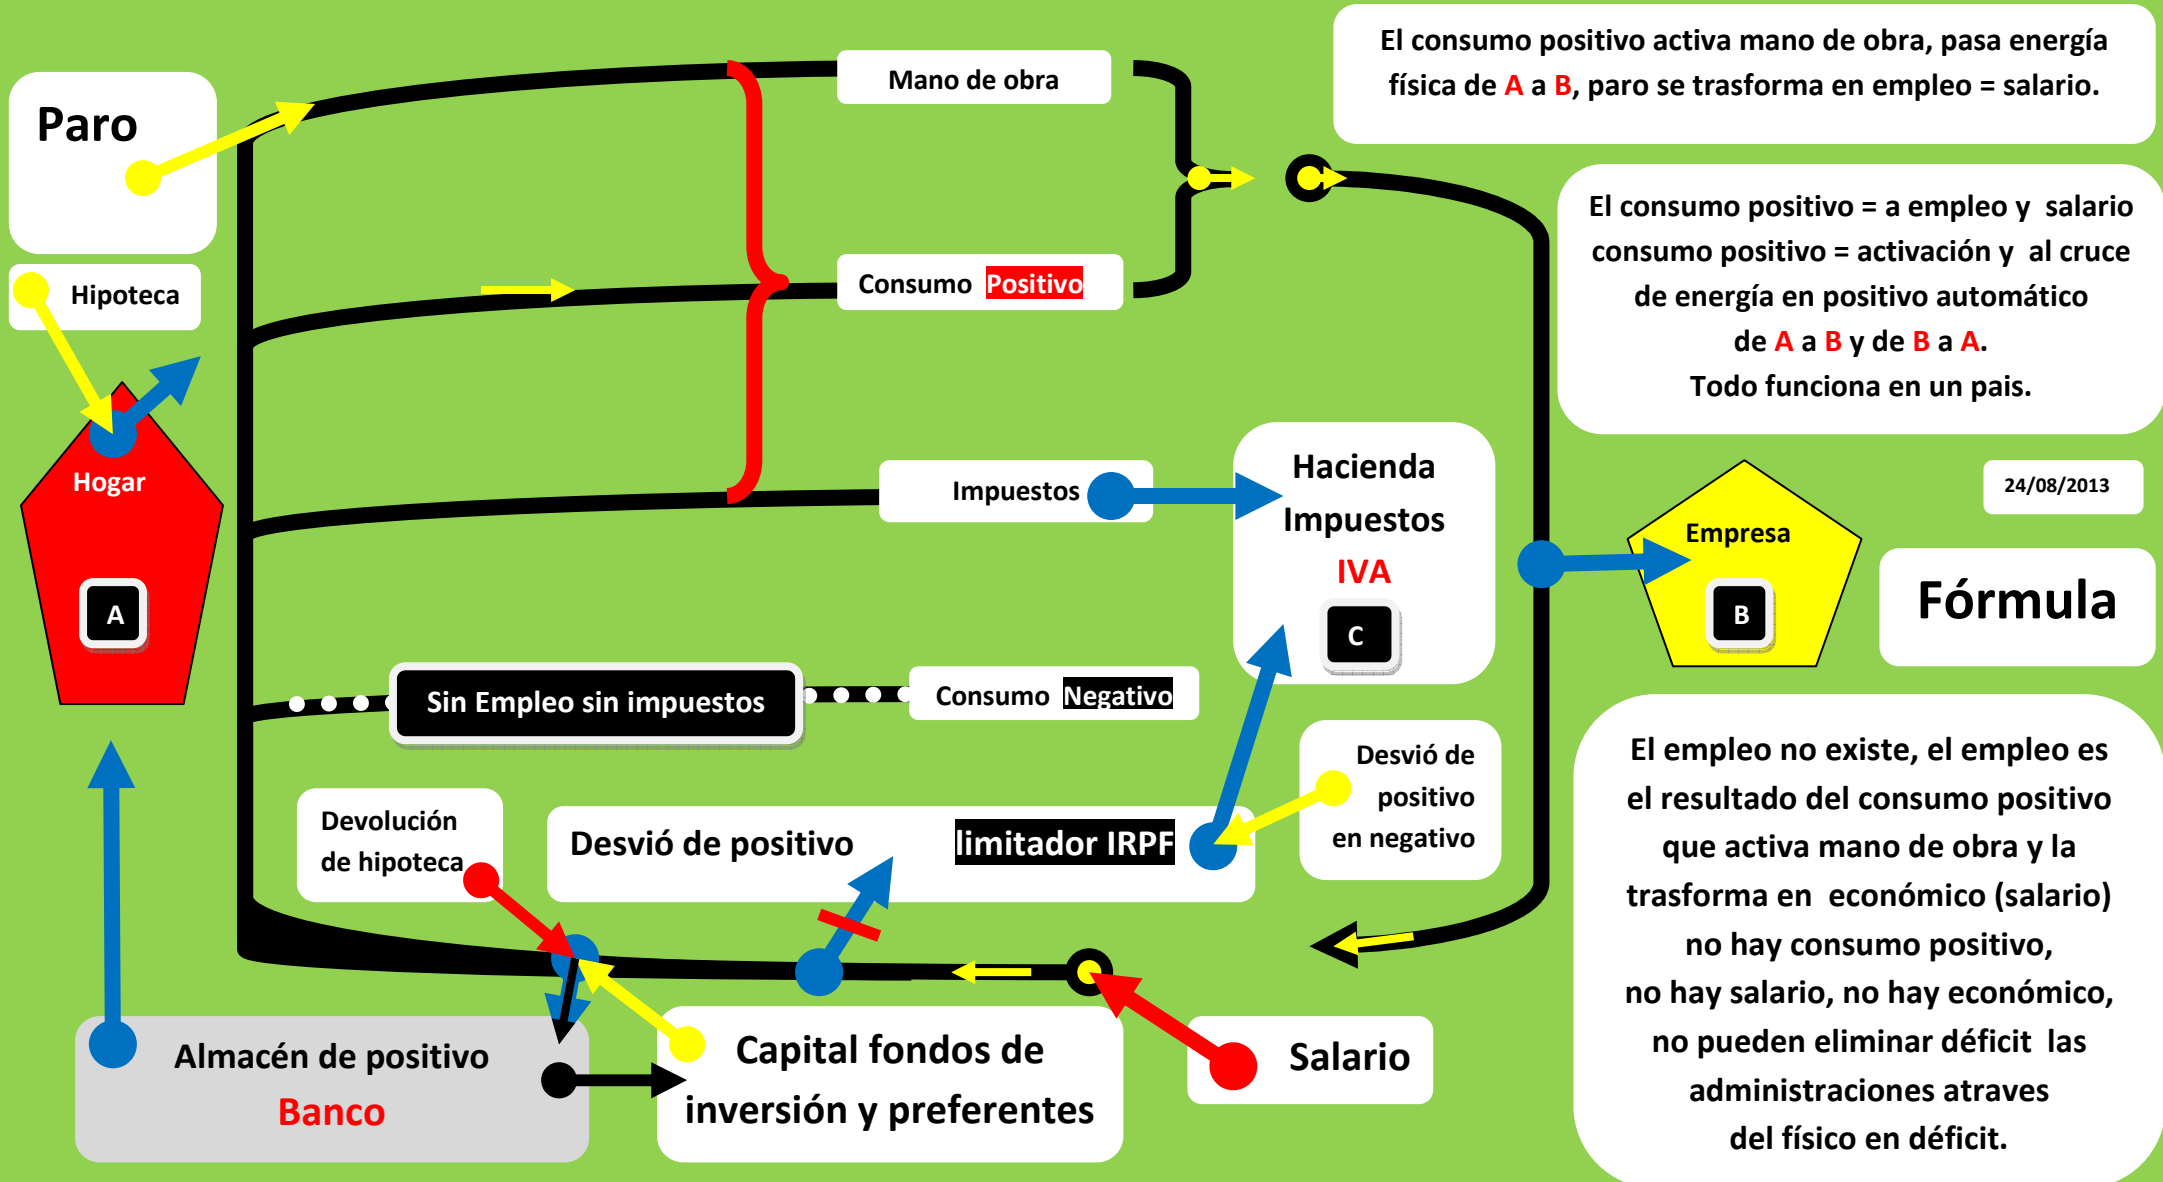 Paro
Mano de obra
El consumo positivo activa mano de obra, pasa energía
física de A a B, paro se trasforma en empleo = salario.
Hipoteca
Consumo Positivo
El consumo positivo = a empleo y salario
consumo positivo = activación y al cruce
de energía en positivo automático
de A a B y de B a A.
Todo funciona en un pais.
Hogar
A
Impuestos
Hacienda
Impuestos
IVA
C
Empresa
B
24/08/2013
Fórmula
Sin Empleo sin impuestos
Consumo Negativo
Desvió de
positivo
en negativo
Devolución
de hipoteca
Desvió de positivo limitador IRPF
El empleo no existe, el empleo es
el resultado del consumo positivo
que activa mano de obra y la
trasforma en económico (salario)
no hay consumo positivo,
no hay salario, no hay económico,
no pueden eliminar déficit las
administraciones atraves
del físico en déficit.
Almacén de positivo
Banco
Capital fondos de
inversión y preferentes
Salario